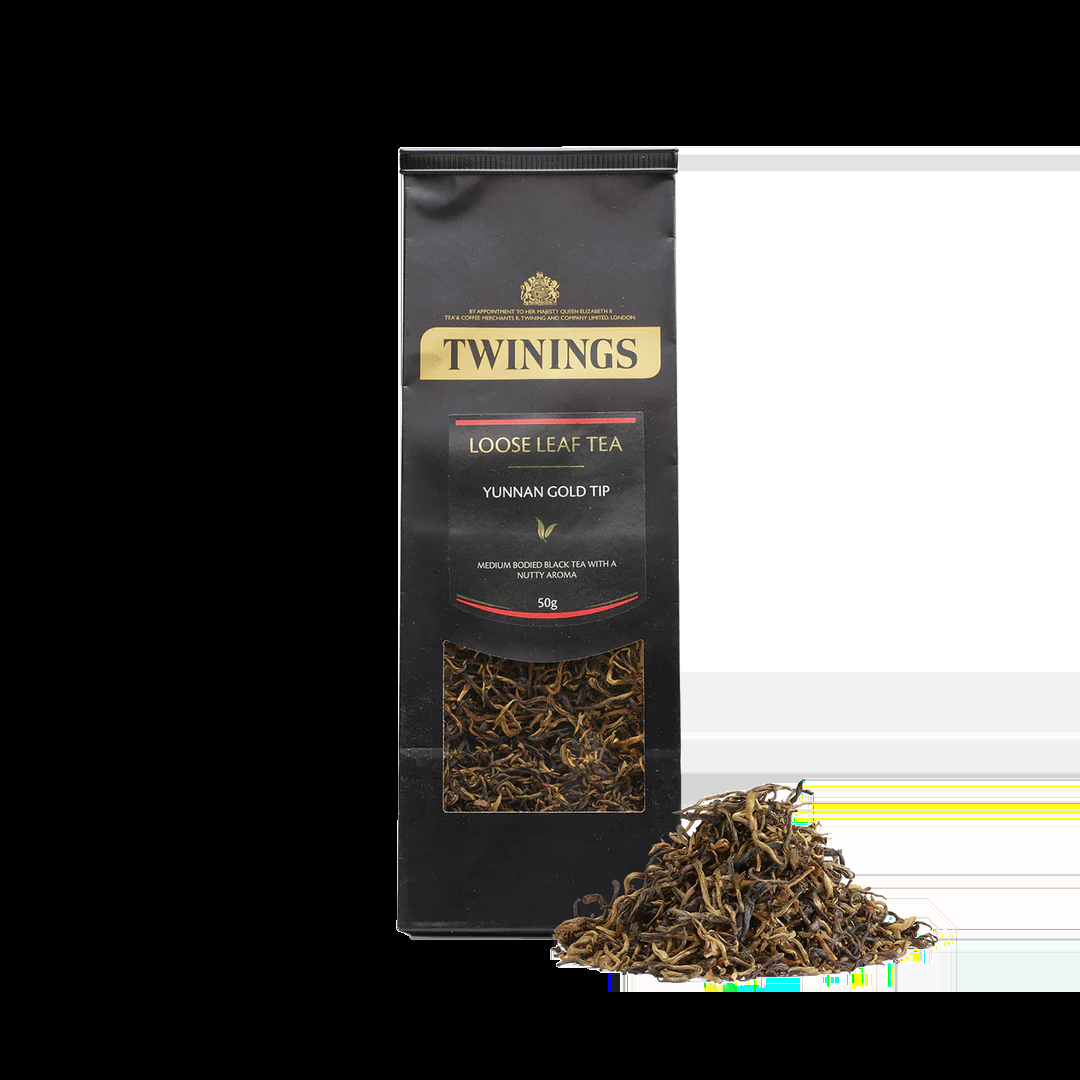 BY APPOINTMENT TO HER MAJESTY QUEEN ELIZABETH II
TEA & COFFEE MERCHANTS R. TWINING AND COMPANY LIMITED, LONDON.
TWININGS
LOOSE LEAF TEA
YUNNAN GOLD TIP
MEDIUM BODIED BLACK TEA WITH A
NUTTY AROMA
50g